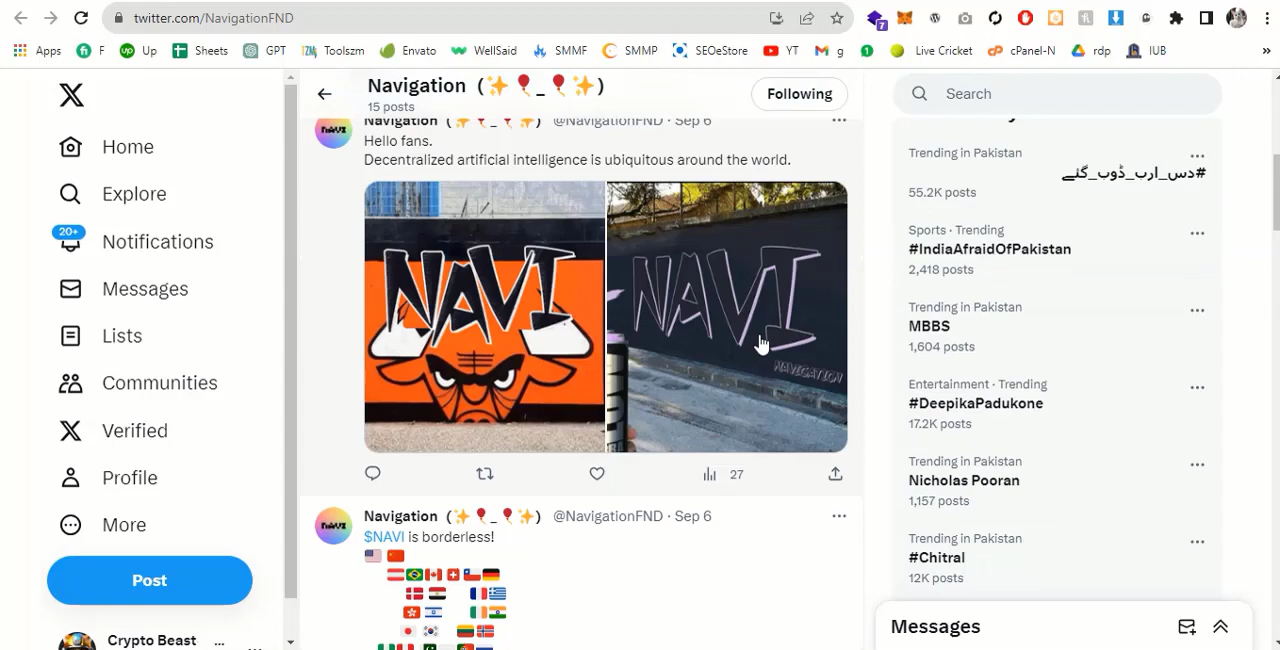 twitter.com/NavigationFND
7
Apps
F
Up
Sheets
GPT
Toolszm
Envato
WellSaid
SMMF
SMMP
SEOeStore
YT
g
Live Cricket
cPanel-N
rdp
IUB
»
Home
Explore
20+
Notifications
Messages
Lists
Communities
Verified
Profile
More
Post
Crypto Beast ...
Navigation (✨🎈_🎈✨)
15 posts
Following
Navigation (✨🎈_🎈✨) @NavigationFND · Sep 6
Hello fans.
Decentralized artificial intelligence is ubiquitous around the world.
NAVI
NAVI
NAVIGATION
27
Navigation (✨🎈_🎈✨) @NavigationFND · Sep 6
$NAVI is borderless!
Search
Trending in Pakistan
#دس_ارب_ڈوب_گئے
55.2K posts
Sports · Trending
#IndiaAfraidOfPakistan
2,418 posts
Trending in Pakistan
MBBS
1,604 posts
Entertainment · Trending
#DeepikaPadukone
17.2K posts
Trending in Pakistan
Nicholas Pooran
1,157 posts
Trending in Pakistan
#Chitral
12K posts
Messages